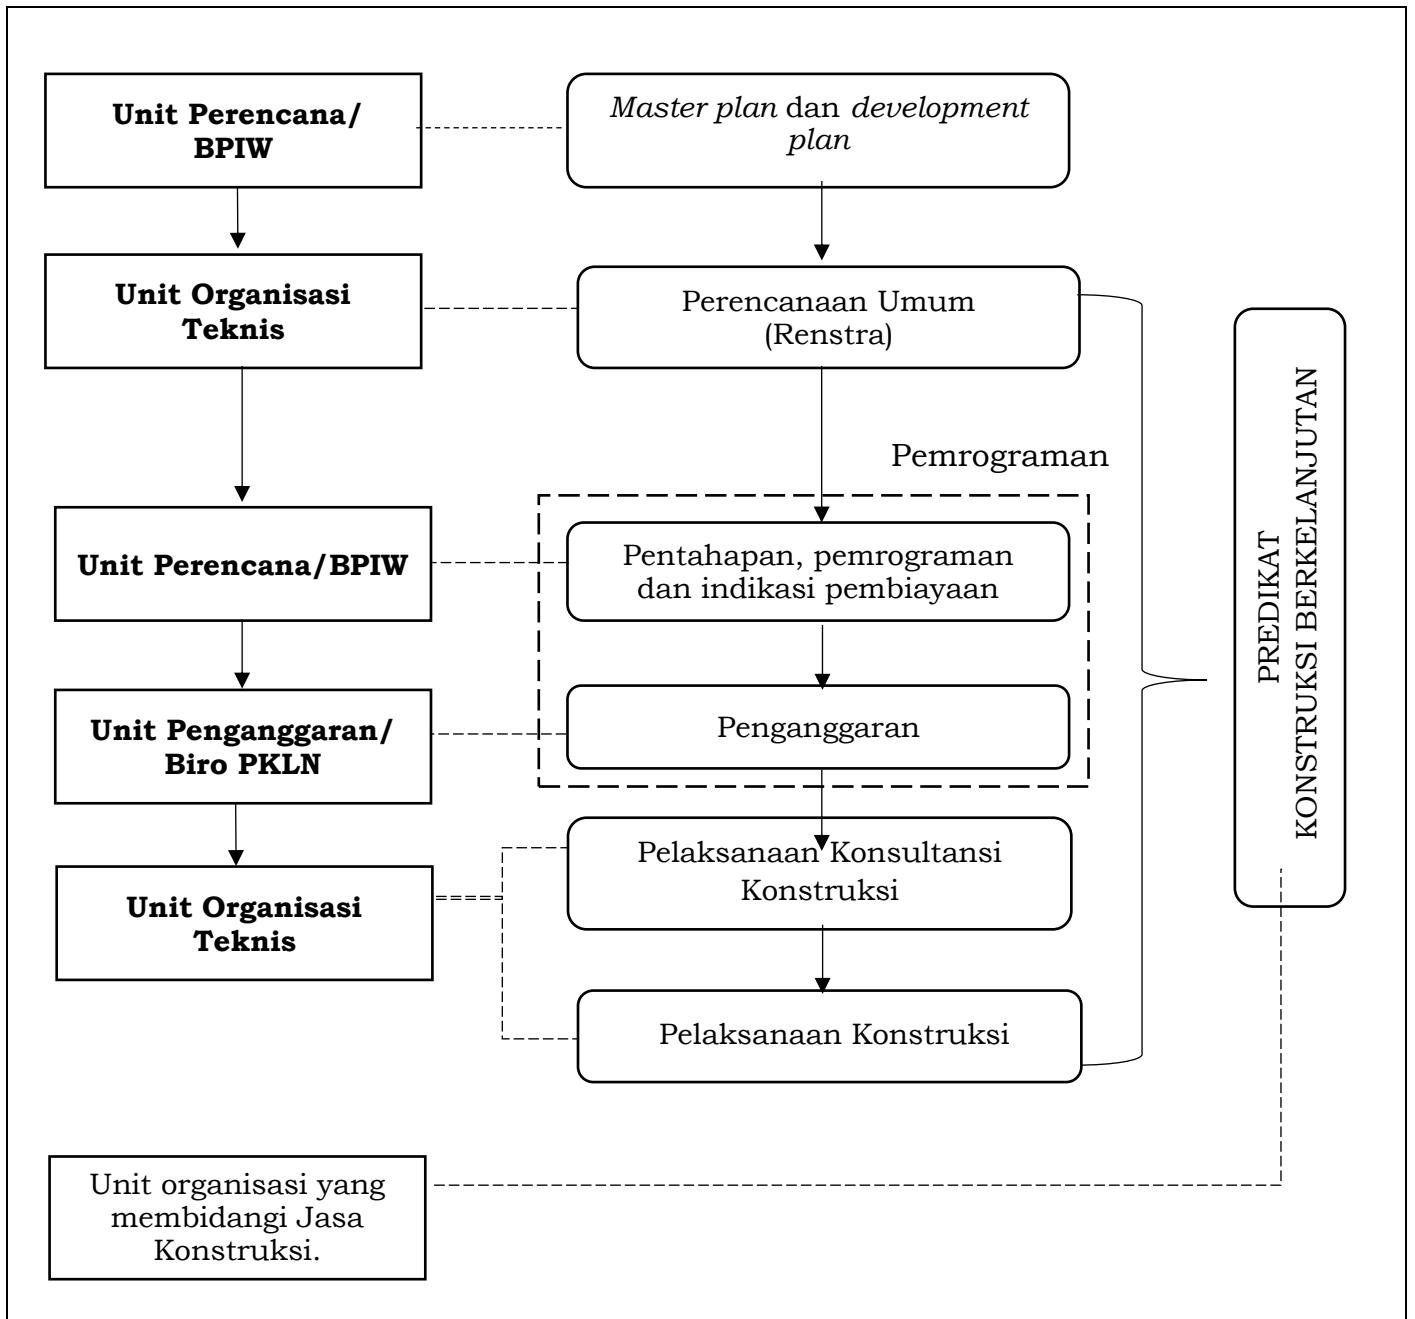 Unit Perencana/
BPIW
Master plan dan development
plan
Unit Organisasi
Teknis
Perencanaan Umum
(Renstra)
Pemrograman
Unit Perencana/BPIW
Pentahapan, pemrograman
dan indikasi pembiayaan
Unit Penganggaran/
Biro PKLN
Penganggaran
Unit Organisasi
Teknis
Pelaksanaan Konsultansi
Konstruksi
Pelaksanaan Konstruksi
PREDIKAT
KONSTRUKSI BERKELANJUTAN
Unit organisasi yang
membidangi Jasa
Konstruksi.